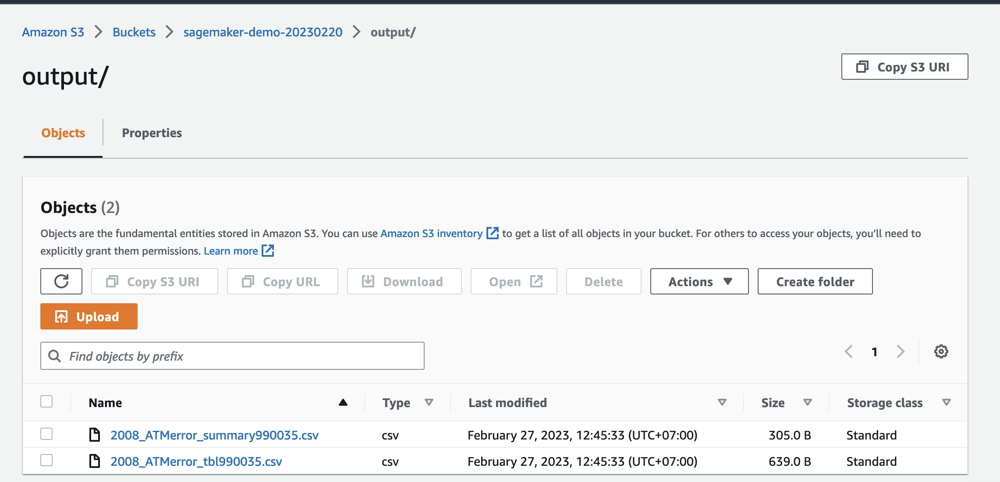 Amazon S3 > Buckets > sagemaker-demo-20230220 > output/
output/
Copy S3 URI
Objects
Properties
Objects (2)
Objects are the fundamental entities stored in Amazon S3. You can use Amazon S3 inventory to get a list of all objects in your bucket. For others to access your objects, you’ll need to
explicitly grant them permissions. Learn more
Copy S3 URI Copy URL Download Open Delete Actions Create folder
Upload
Find objects by prefix
1
Name Type Last modified Size Storage class
2008_ATMerror_summary990035.csv csv February 27, 2023, 12:45:33 (UTC+07:00) 305.0 B Standard
2008_ATMerror_tbl990035.csv csv February 27, 2023, 12:45:33 (UTC+07:00) 639.0 B Standard